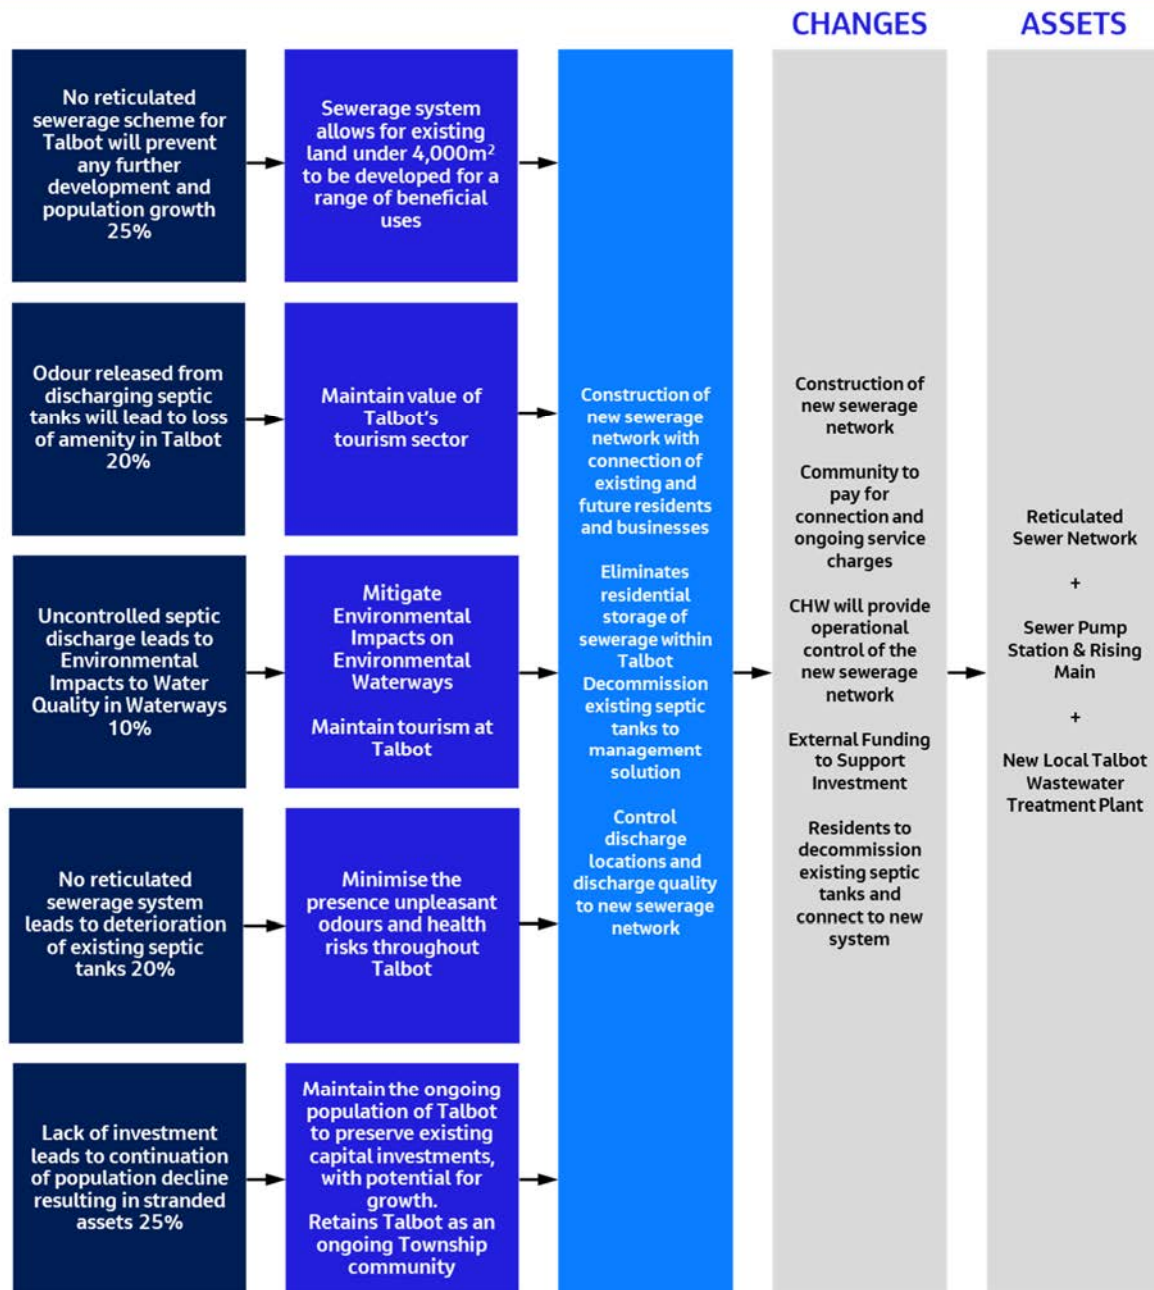 CHANGES
ASSETS
No reticulated
sewerage scheme for
Talbot will prevent
any further
development and
population growth
25%
Sewerage system
allows for existing
land under 4,000m²
to be developed for a
range of beneficial
uses
Odour released from
discharging septic
tanks will lead to loss
of amenity in Talbot
20%
Maintain value of
Talbot's
tourism sector
Uncontrolled septic
discharge leads to
Environmental
Impacts to Water
Quality in Waterways
10%
Mitigate
Environmental
Impacts on
Environmental
Waterways
Maintain tourism at
Talbot
No reticulated
sewerage system
leads to deterioration
of existing septic
tanks 20%
Minimise the
presence unpleasant
odours and health
risks throughout
Talbot
Lack of investment
leads to continuation
of population decline
resulting in stranded
assets 25%
Maintain the ongoing
population of Talbot
to preserve existing
capital investments,
with potential for
growth.
Retains Talbot as an
ongoing Township
community
Construction of
new sewerage
network with
connection of
existing and
future residents
and businesses
Eliminates
residential
storage of
sewerage within
Talbot
Decommission
existing septic
tanks to
management
solution
Control
discharge
locations and
discharge quality
to new sewerage
network
Construction of
new sewerage
network
Community to
pay for
connection and
ongoing service
charges
CHW will provide
operational
control of the
new sewerage
network
External Funding
to Support
Investment
Residents to
decommission
existing septic
tanks and
connect to new
system
Reticulated
Sewer Network
+
Sewer Pump
Station & Rising
Main
+
New Local Talbot
Wastewater
Treatment Plant